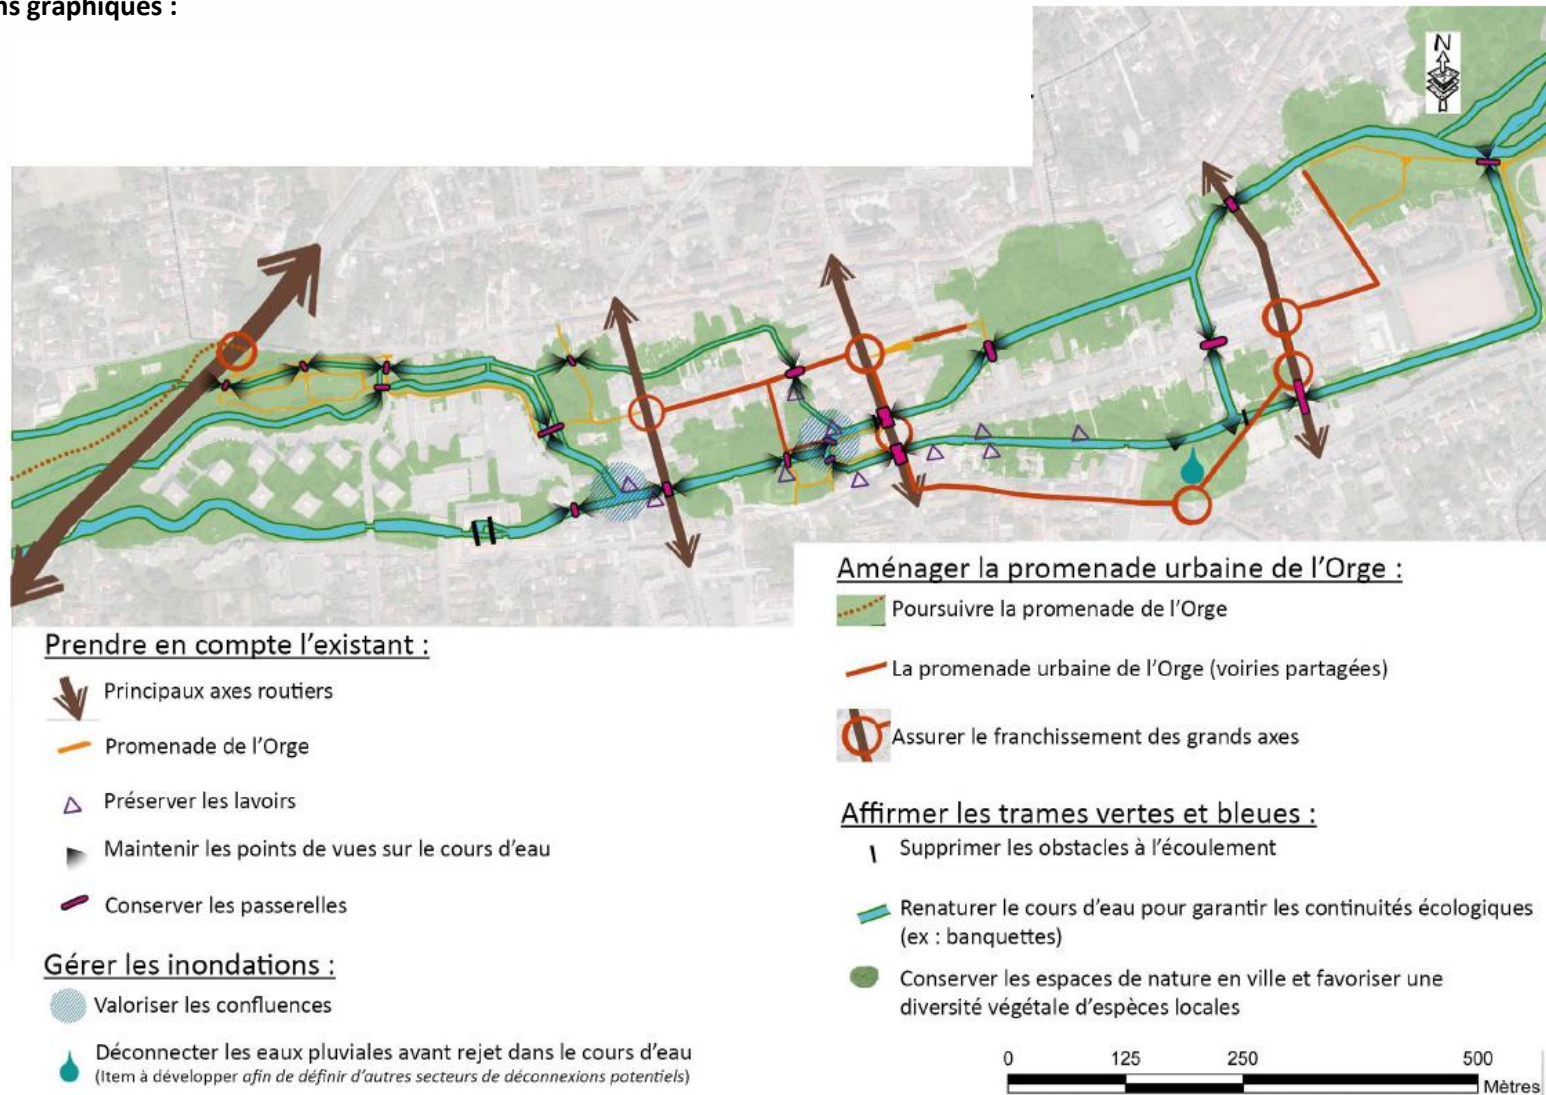 ns graphiques :
N
Prendre en compte l'existant :
Principaux axes routiers
Promenade de l'Orge
Préserver les lavoirs
Maintenir les points de vues sur le cours d'eau
Conserver les passerelles
Gérer les inondations :
Valoriser les confluences
Déconnecter les eaux pluviales avant rejet dans le cours d'eau
(Item à développer afin de définir d'autres secteurs de déconnexions potentiels)
Aménager la promenade urbaine de l'Orge :
Poursuivre la promenade de l'Orge
La promenade urbaine de l'Orge (voiries partagées)
Assurer le franchissement des grands axes
Affirmer les trames vertes et bleues :
Supprimer les obstacles à l'écoulement
Renaturer le cours d'eau pour garantir les continuités écologiques
(ex : banquettes)
Conserver les espaces de nature en ville et favoriser une
diversité végétale d'espèces locales
0 125 250 500
Mètres